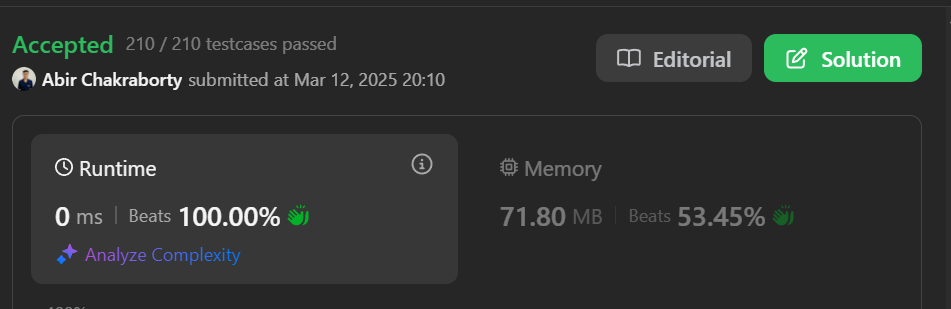 Accepted 210 / 210 testcases passed
Abir Chakraborty submitted at Mar 12, 2025 20:10
Editorial
Solution
Runtime
0 ms | Beats 100.00%
Analyze Complexity
Memory
71.80 MB | Beats 53.45%